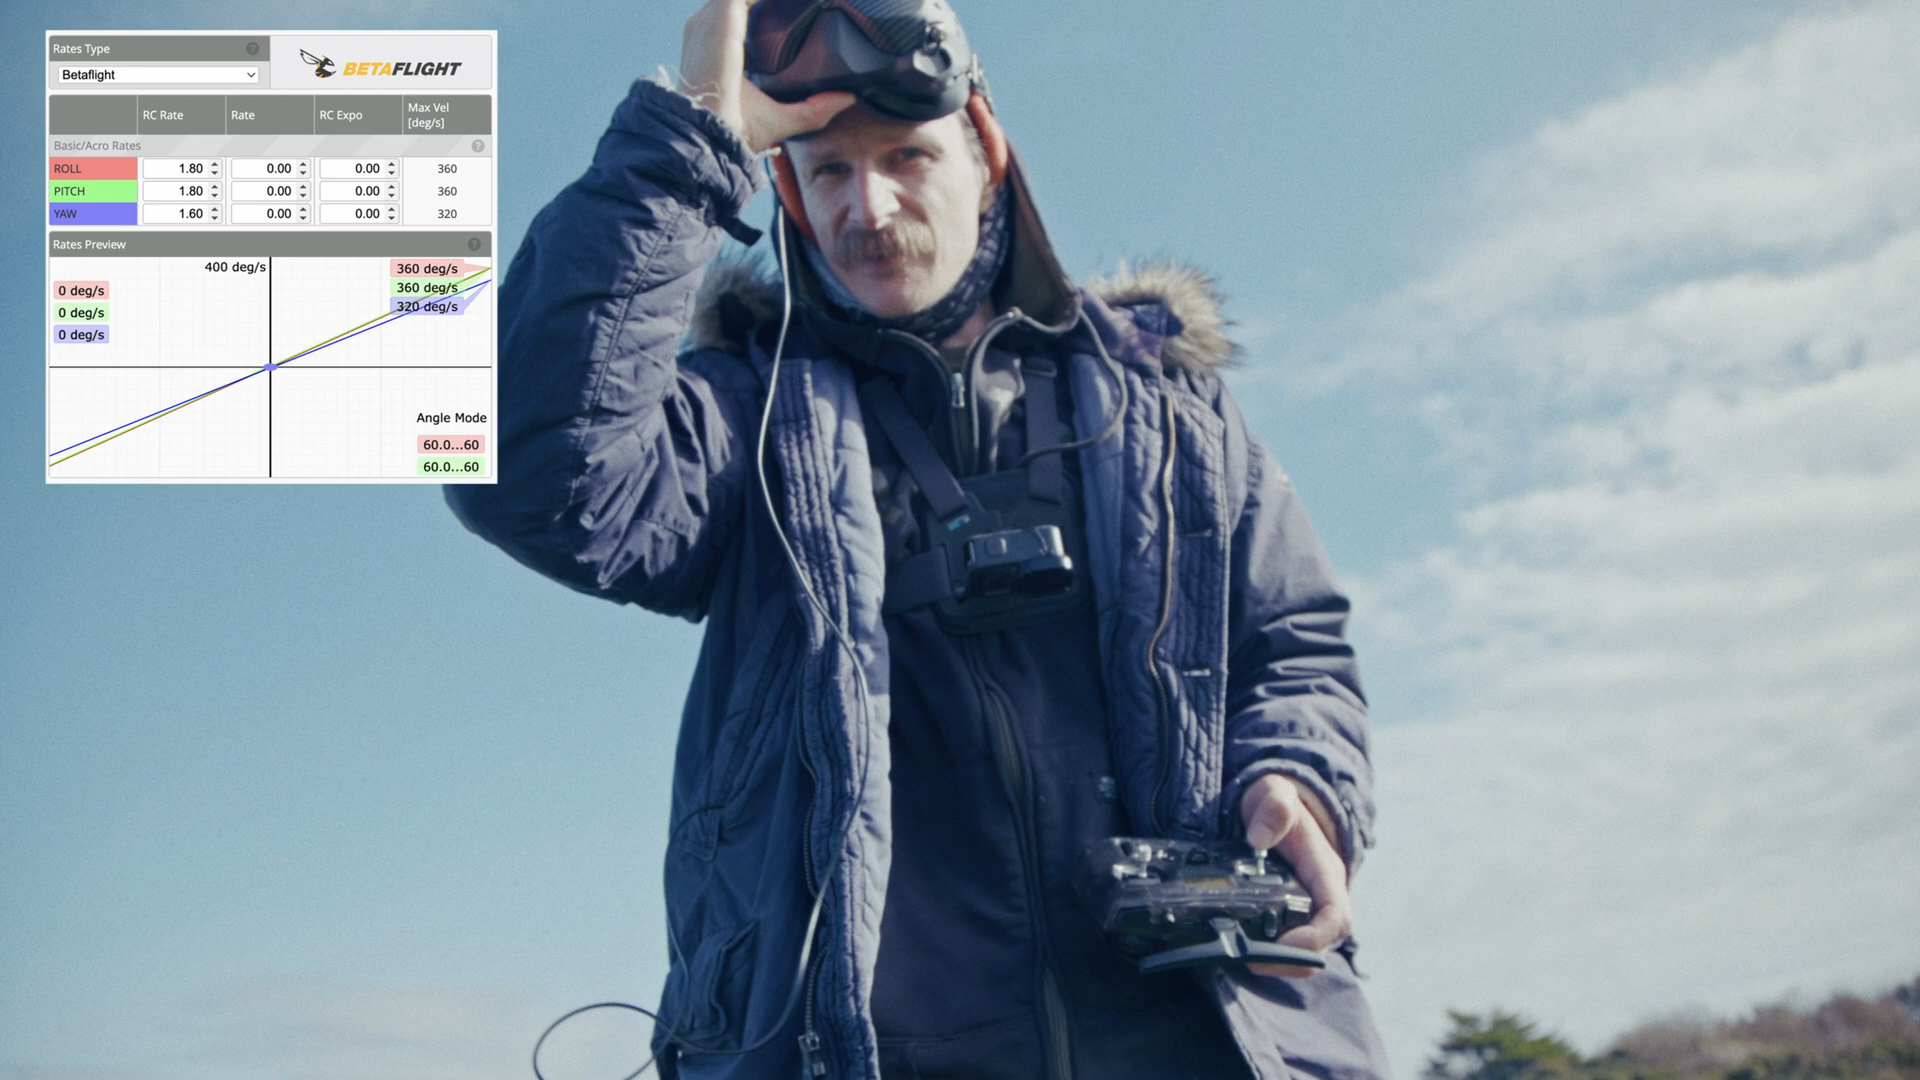 Rates Type
Betaflight
BETAFLIGHT
RC Rate Rate RC Expo Max Vel [deg/s]
Basic/Acro Rates
ROLL 1.80 0.00 0.00 360
PITCH 1.80 0.00 0.00 360
YAW 1.60 0.00 0.00 320
Rates Preview
400 deg/s
360 deg/s
360 deg/s
320 deg/s
0 deg/s
0 deg/s
0 deg/s
Angle Mode
60.0...60
60.0...60